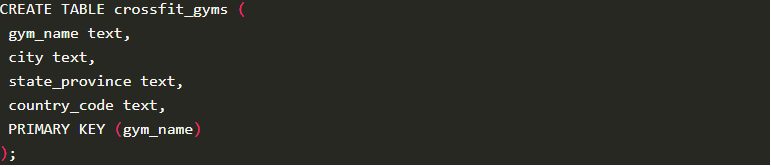 CREATE TABLE crossfit_gyms (
gym_name text,
city text,
state_province text,
country_code text,
PRIMARY KEY (gym_name)
);